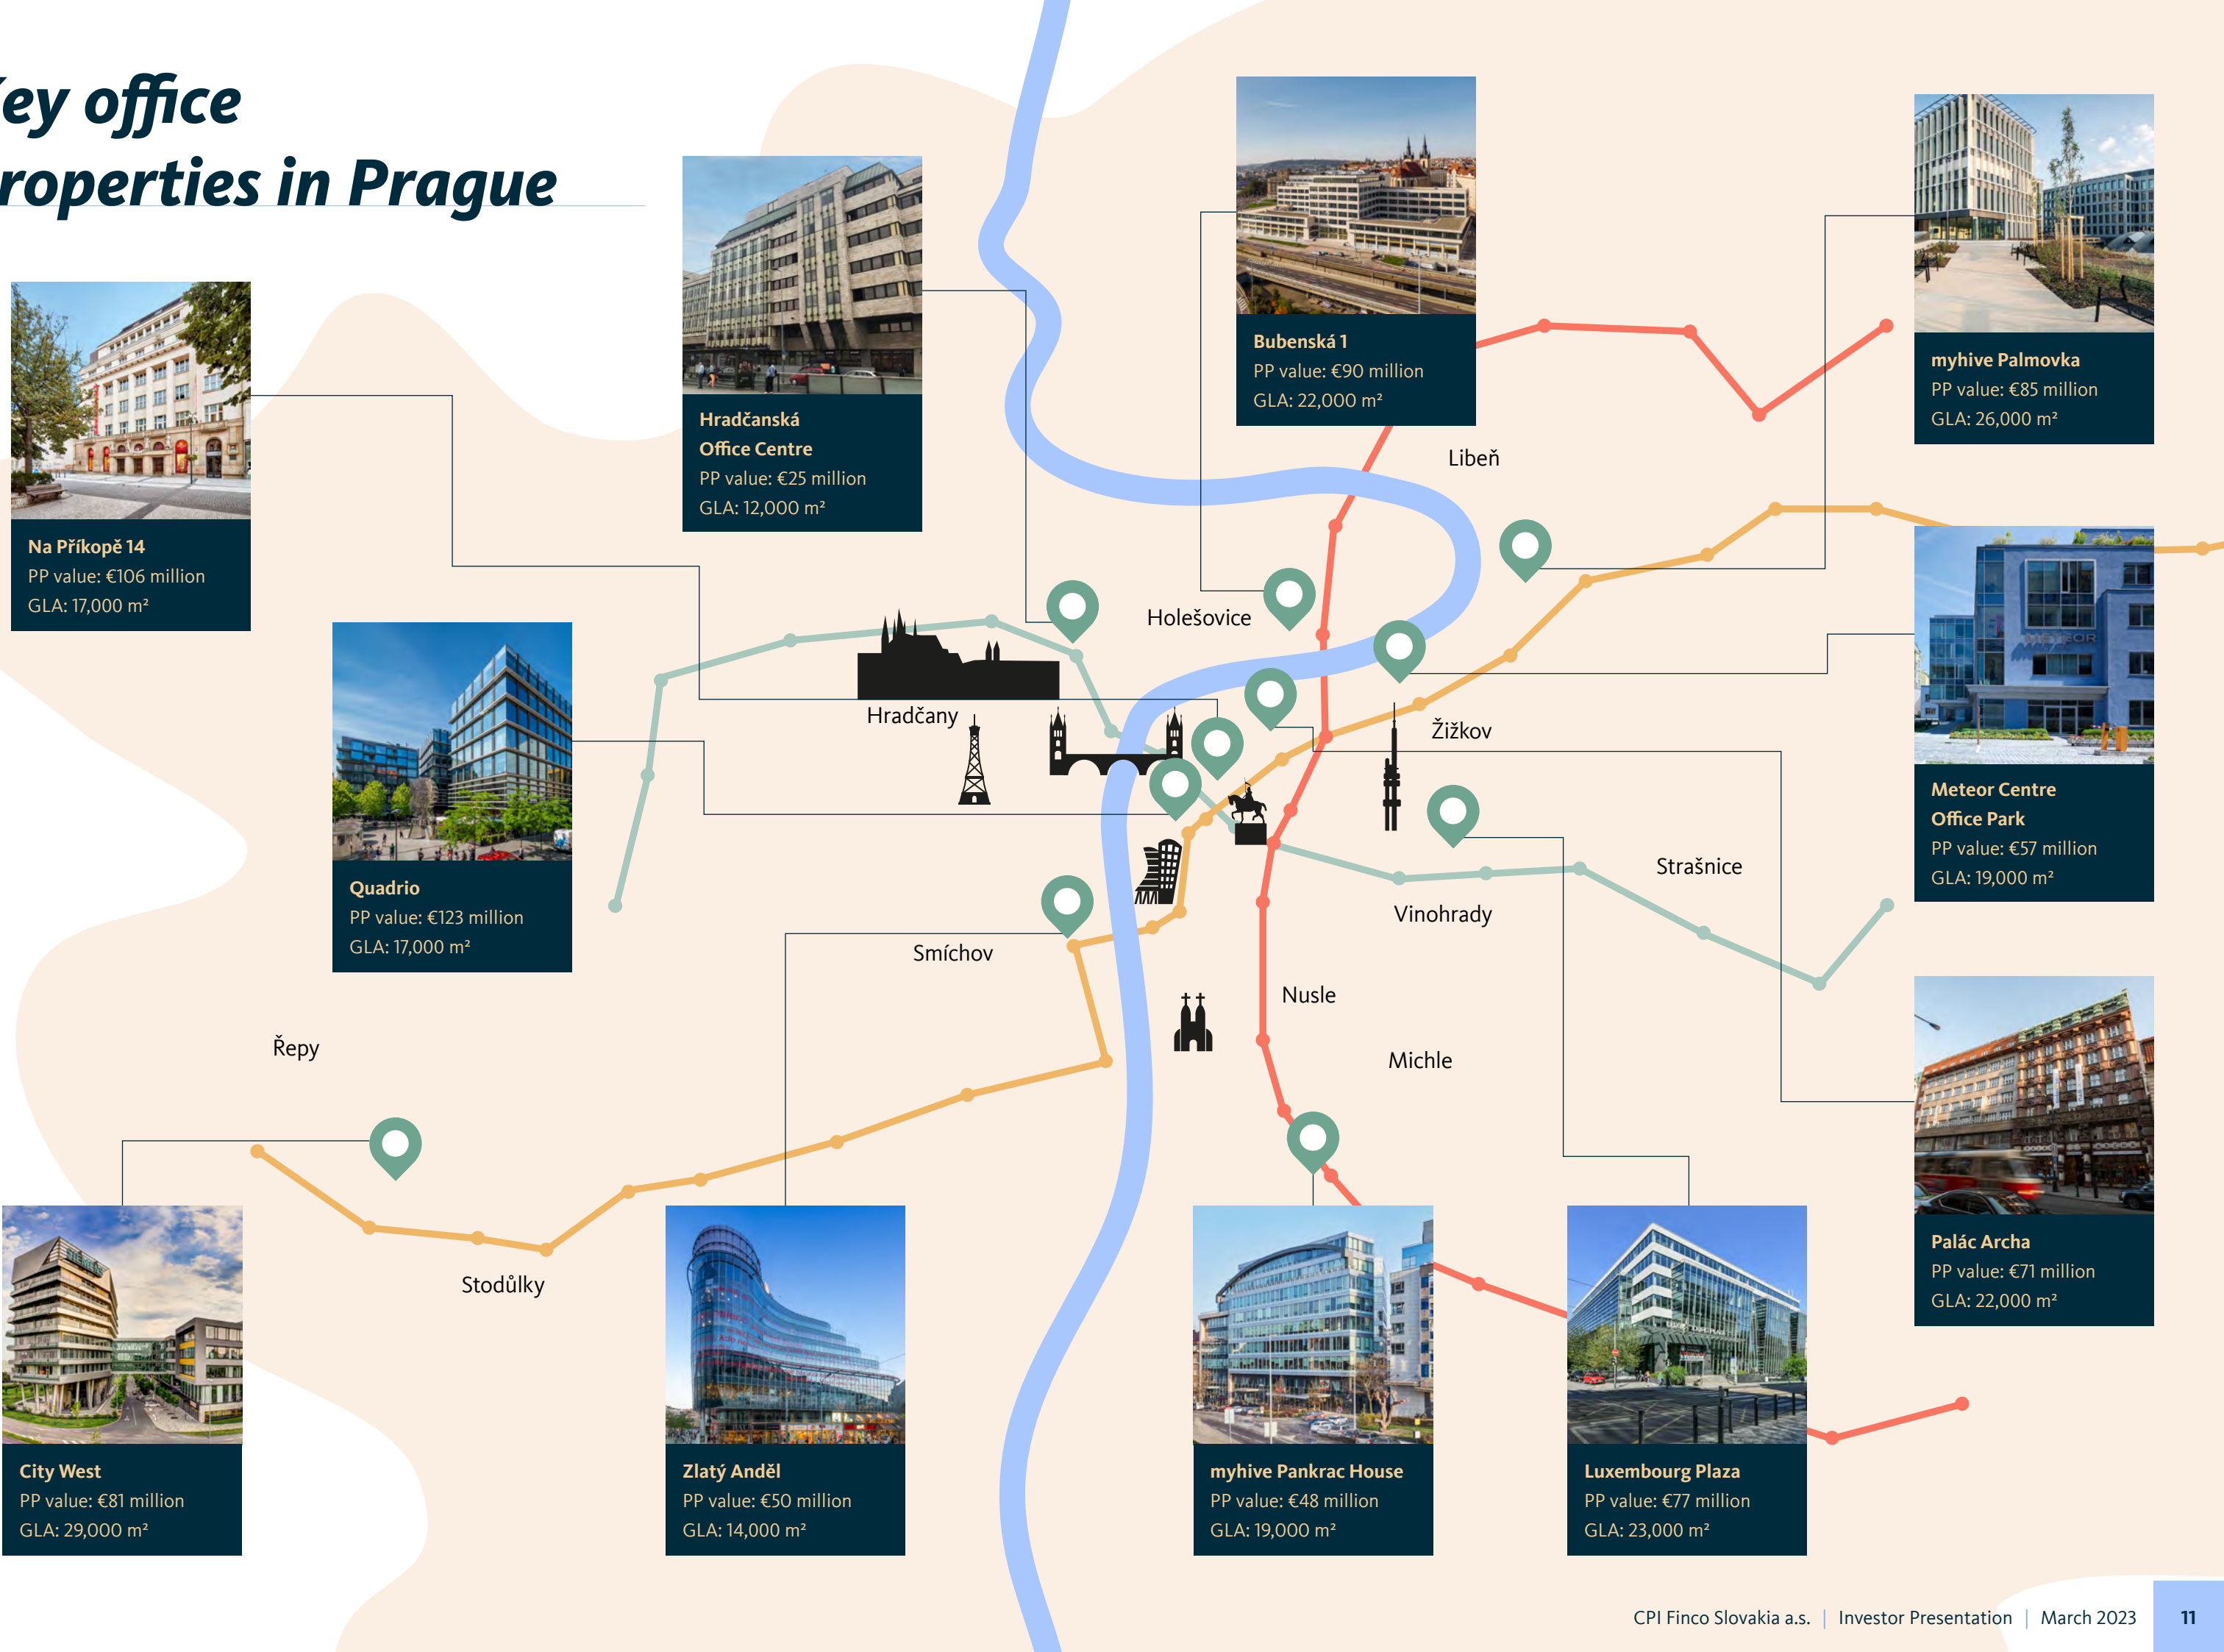 ey office
roperties in Prague
Na Příkopě 14
PP value: €106 million
GLA: 17,000 m²
Hradčanská
Office Centre
PP value: €25 million
GLA: 12,000 m²
Bubenská 1
PP value: €90 million
GLA: 22,000 m²
myhive Palmovka
PP value: €85 million
GLA: 26,000 m²
Libeň
Holešovice
Hradčany
Žižkov
Quadrio
PP value: €123 million
GLA: 17,000 m²
METEOR
Meteor Centre
Office Park
PP value: €57 million
GLA: 19,000 m²
Strašnice
Vinohrady
Smíchov
Nusle
Michle
Řepy
Stodůlky
Palác Archa
PP value: €71 million
GLA: 22,000 m²
City West
PP value: €81 million
GLA: 29,000 m²
Zlatý Anděl
PP value: €50 million
GLA: 14,000 m²
myhive Pankrac House
PP value: €48 million
GLA: 19,000 m²
Luxembourg Plaza
PP value: €77 million
GLA: 23,000 m²
CPI Finco Slovakia a.s. | Investor Presentation | March 2023 11